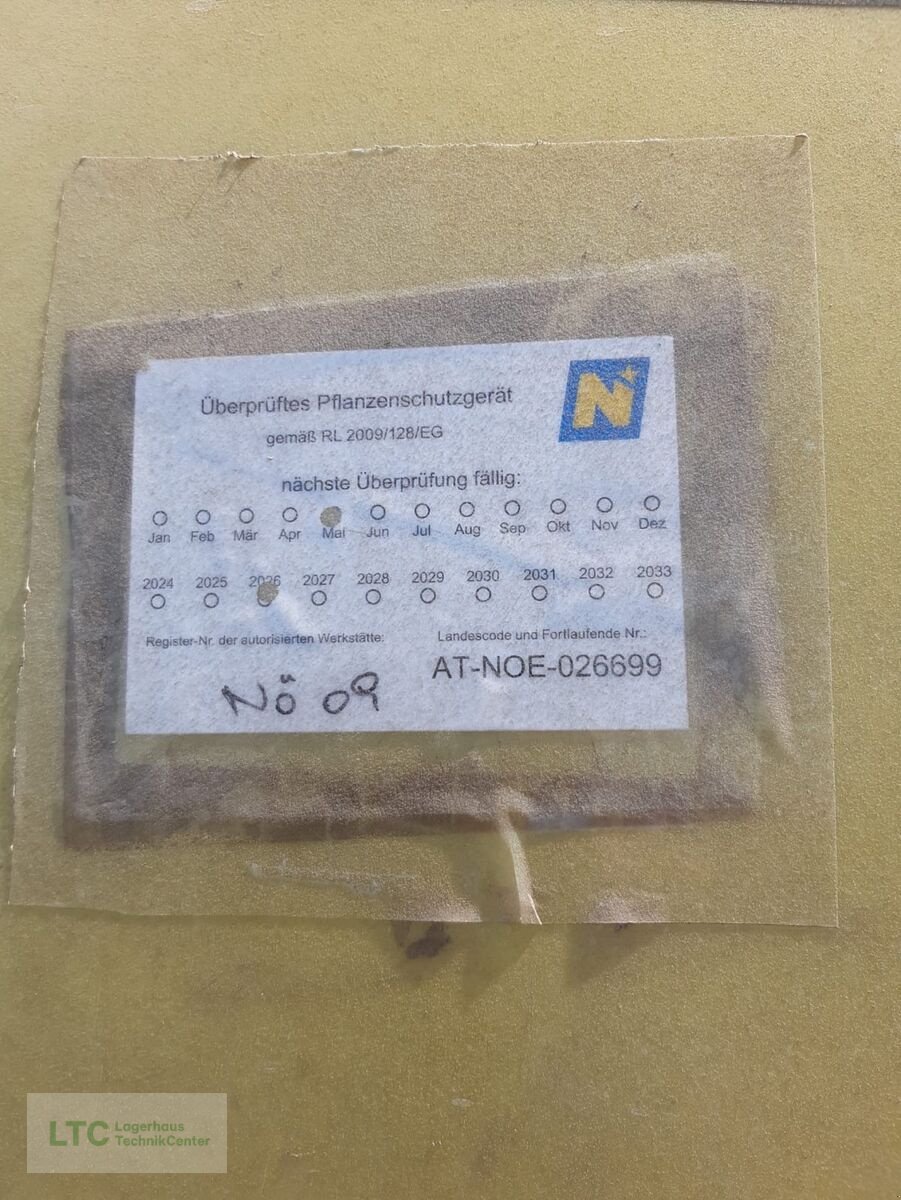 Überprüftes Pflanzenschutzgerät
N
gemäß RL 2009/128/EG
nächste Überprüfung fällig:
Jan Feb Mär Apr Mai Jun Jul Aug Sep Okt Nov Dez
2024 2025 2026 2027 2028 2029 2030 2031 2032 2033
Register-Nr. der autorisierten Werkstätte:
Landescode und Fortlaufende Nr.:
AT-NOE-026699
NÖ 09
LTC Lagerhaus
TechnikCenter